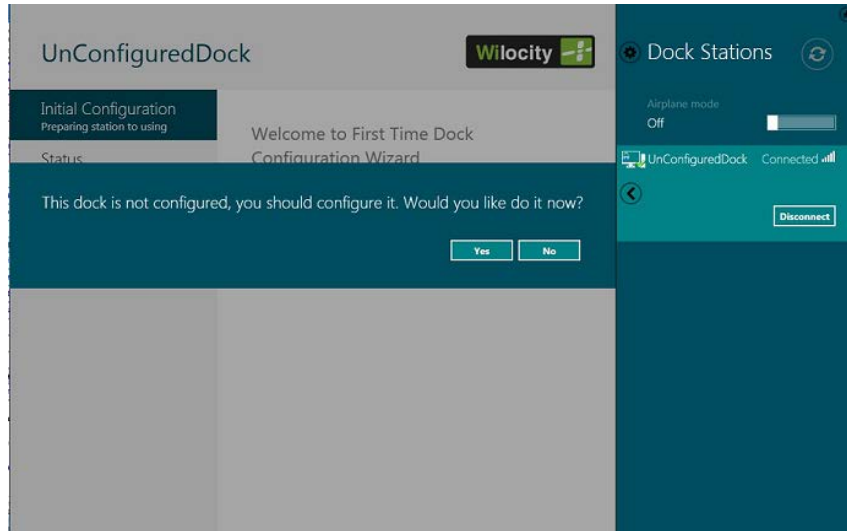 UnConfiguredDock
Wilocity
Initial Configuration
Preparing station to using
Status
Welcome to First Time Dock
Configuration Wizard
This dock is not configured, you should configure it. Would you like do it now?
Yes
No
Dock Stations
Airplane mode
Off
UnConfiguredDock Connected
Disconnect